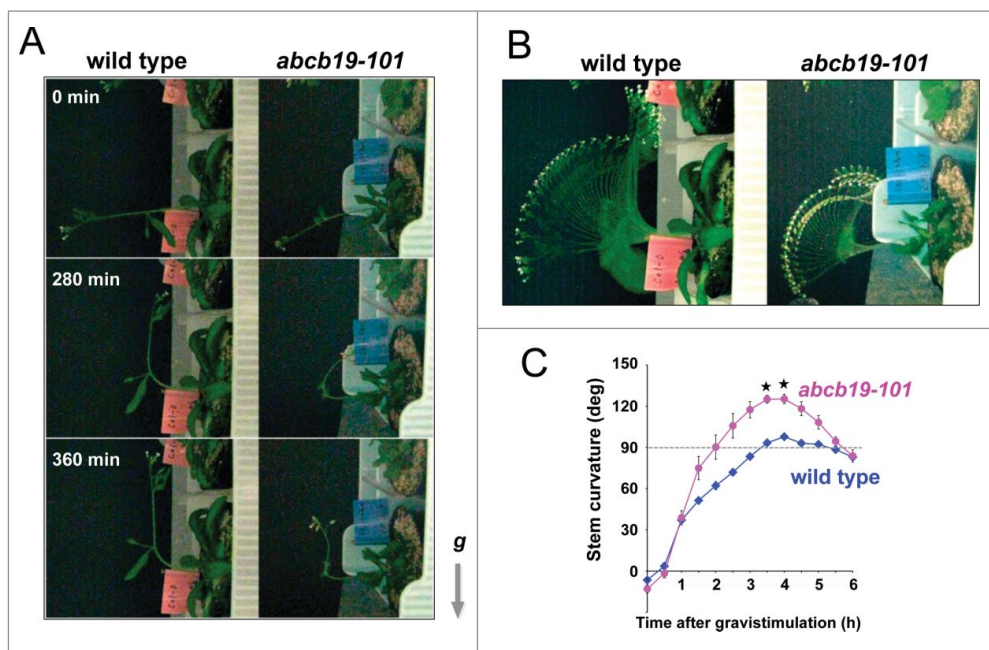 A
wild type abcb19-101
0 min
280 min
360 min
g
B
wild type abcb19-101
C
150
120
90
60
30
0
Stem curvature (deg)
abcb19-101
wild type
1 2 3 4 5 6
Time after gravistimulation (h)